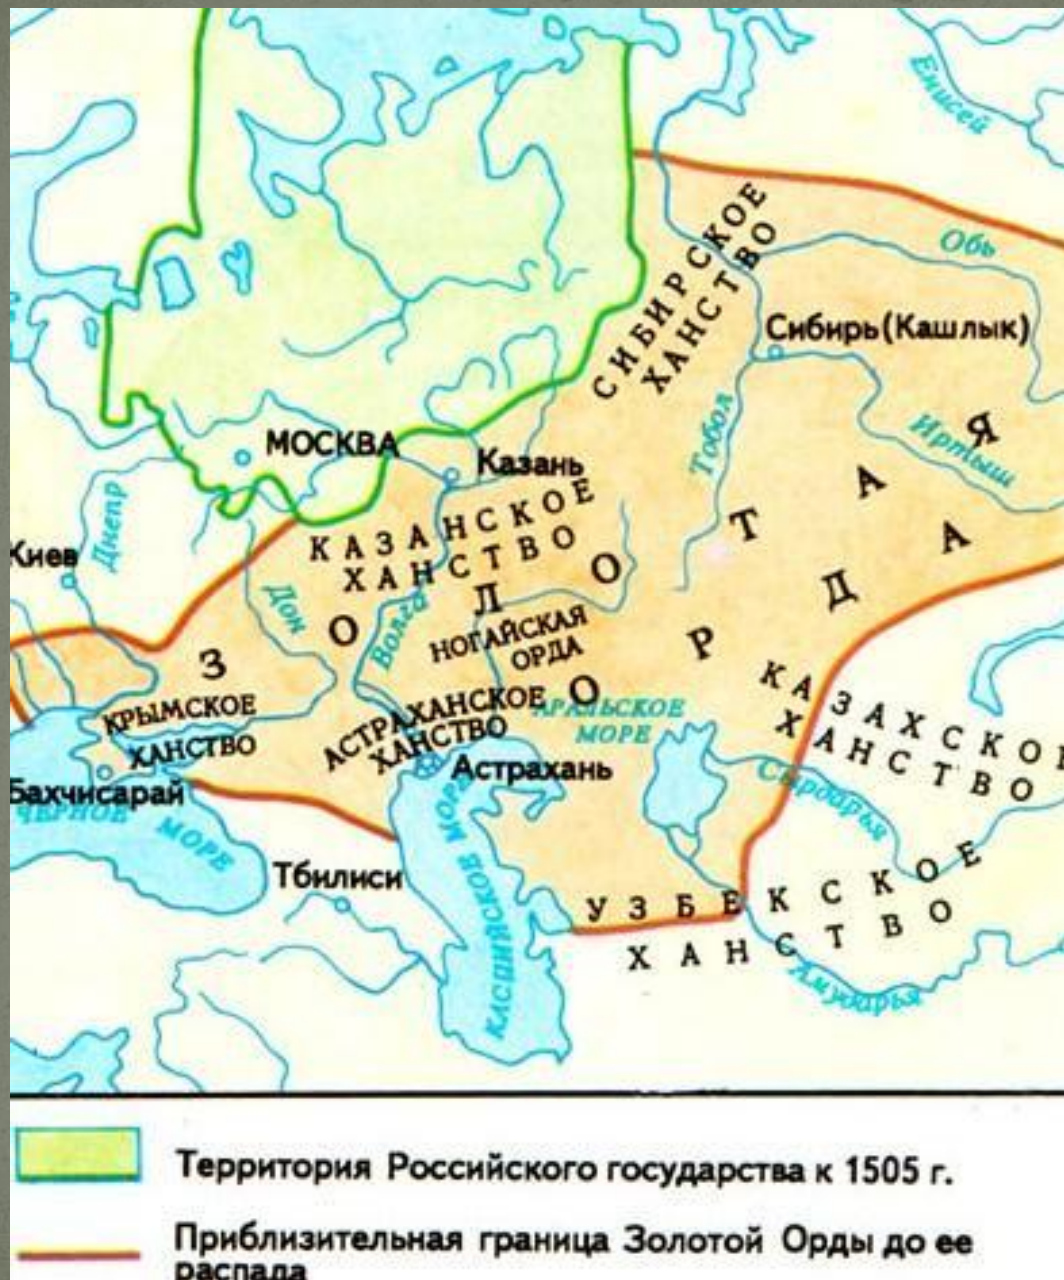 Енисей
СИБИРСКОЕ
ХАНСТВО
Обь
Сибирь (Кашлык)
Тобол
Иртыш
МОСКВА
Казань
КАЗАНСКОЕ
ХАНСТВО
Днепр
Киев
Дон
Волга
ЗОЛОТАЯ
ОРДА
НОГАЙСКАЯ
ОРДА
КРЫМСКОЕ
ХАНСТВО
АСТРАХАНСКОЕ
ХАНСТВО
АРАЛЬСКОЕ
МОРЕ
КАЗАХСКОЕ
ХАНСТВО
Астрахань
Бахчисарай
ЧЕРНОЕ
МОРЕ
Сырдарья
Тбилиси
КАСПИЙСКОЕ МОРЕ
УЗБЕКСКОЕ
ХАНСТВО
Амударья
Территория Российского государства к 1505 г.
Приблизительная граница Золотой Орды до ее
распада